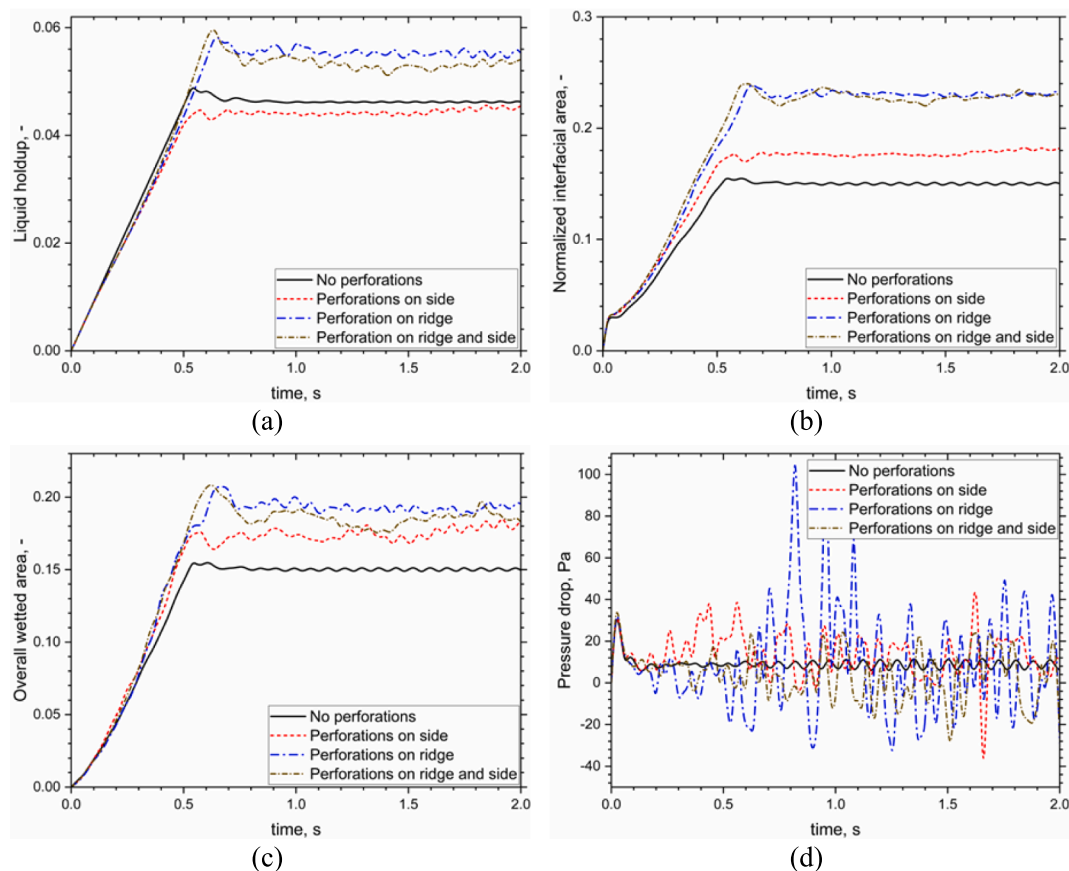 0.06
0.04
0.02
0.00
Liquid holdup, -
No perforations
Perforations on side
Perforation on ridge
Perforation on ridge and side
0.0 0.5 1.0 1.5 2.0
time, s
(a)
0.3
0.2
0.1
0.0
Normalized interfacial area, -
No perforations
Perforations on side
Perforations on ridge
Perforations on ridge and side
0.0 0.5 1.0 1.5 2.0
time, s
(b)
0.20
0.15
0.10
0.05
0.00
Overall wetted area, -
No perforations
Perforations on side
Perforations on ridge
Perforations on ridge and side
0.0 0.5 1.0 1.5 2.0
time, s
(c)
100
80
60
40
20
0
-20
-40
Pressure drop, Pa
No perforations
Perforations on side
Perforations on ridge
Perforations on ridge and side
0.0 0.5 1.0 1.5 2.0
time, s
(d)